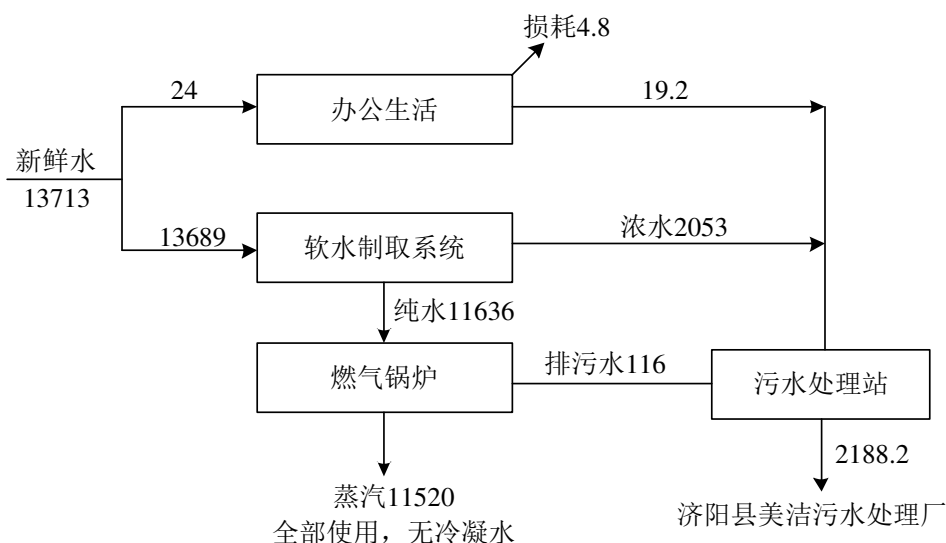 损耗4.8
24
办公生活
19.2
新鲜水
13713
13689
软水制取系统
浓水2053
纯水11636
燃气锅炉
排污水116
污水处理站
2188.2
蒸汽11520
全部使用，无冷凝水
济阳县美洁污水处理厂